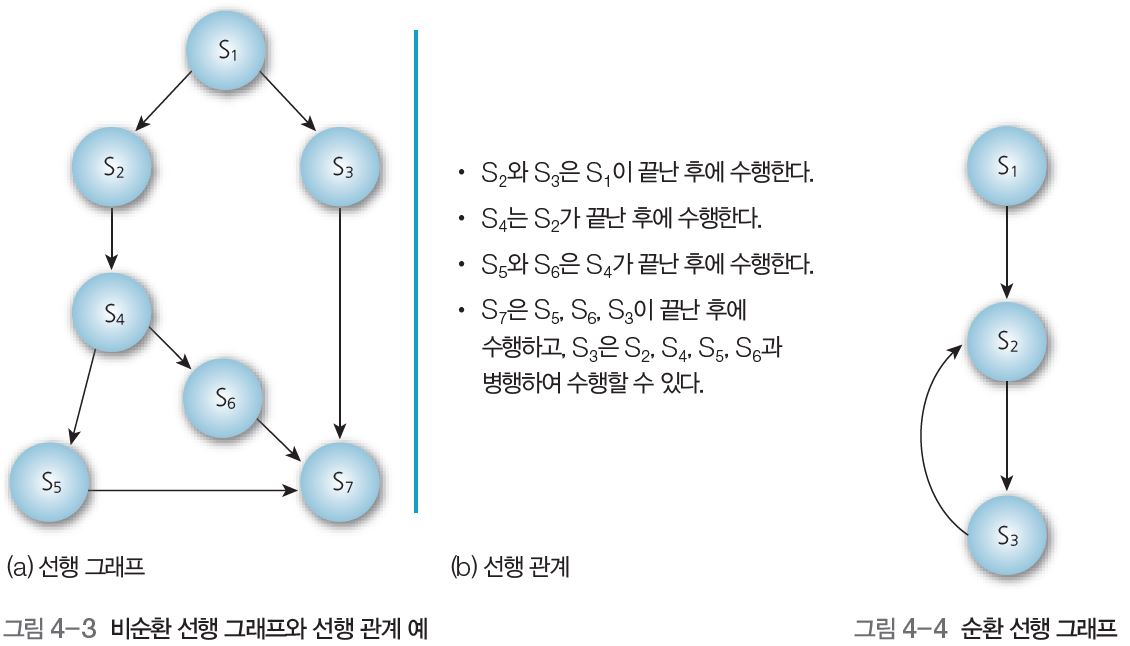 S₁
S₂
S₃
S₄
S₆
S₅
S₇
(a) 선행 그래프
• S₂와 S₃은 S₁이 끝난 후에 수행한다.
• S₄는 S₂가 끝난 후에 수행한다.
• S₅와 S₆은 S₄가 끝난 후에 수행한다.
• S₇은 S₅, S₆, S₃이 끝난 후에
수행하고, S₃은 S₂, S₄, S₅, S₆과
병행하여 수행할 수 있다.
(b) 선행 관계
그림 4-3 비순환 선행 그래프와 선행 관계 예
S₁
S₂
S₃
그림 4-4 순환 선행 그래프